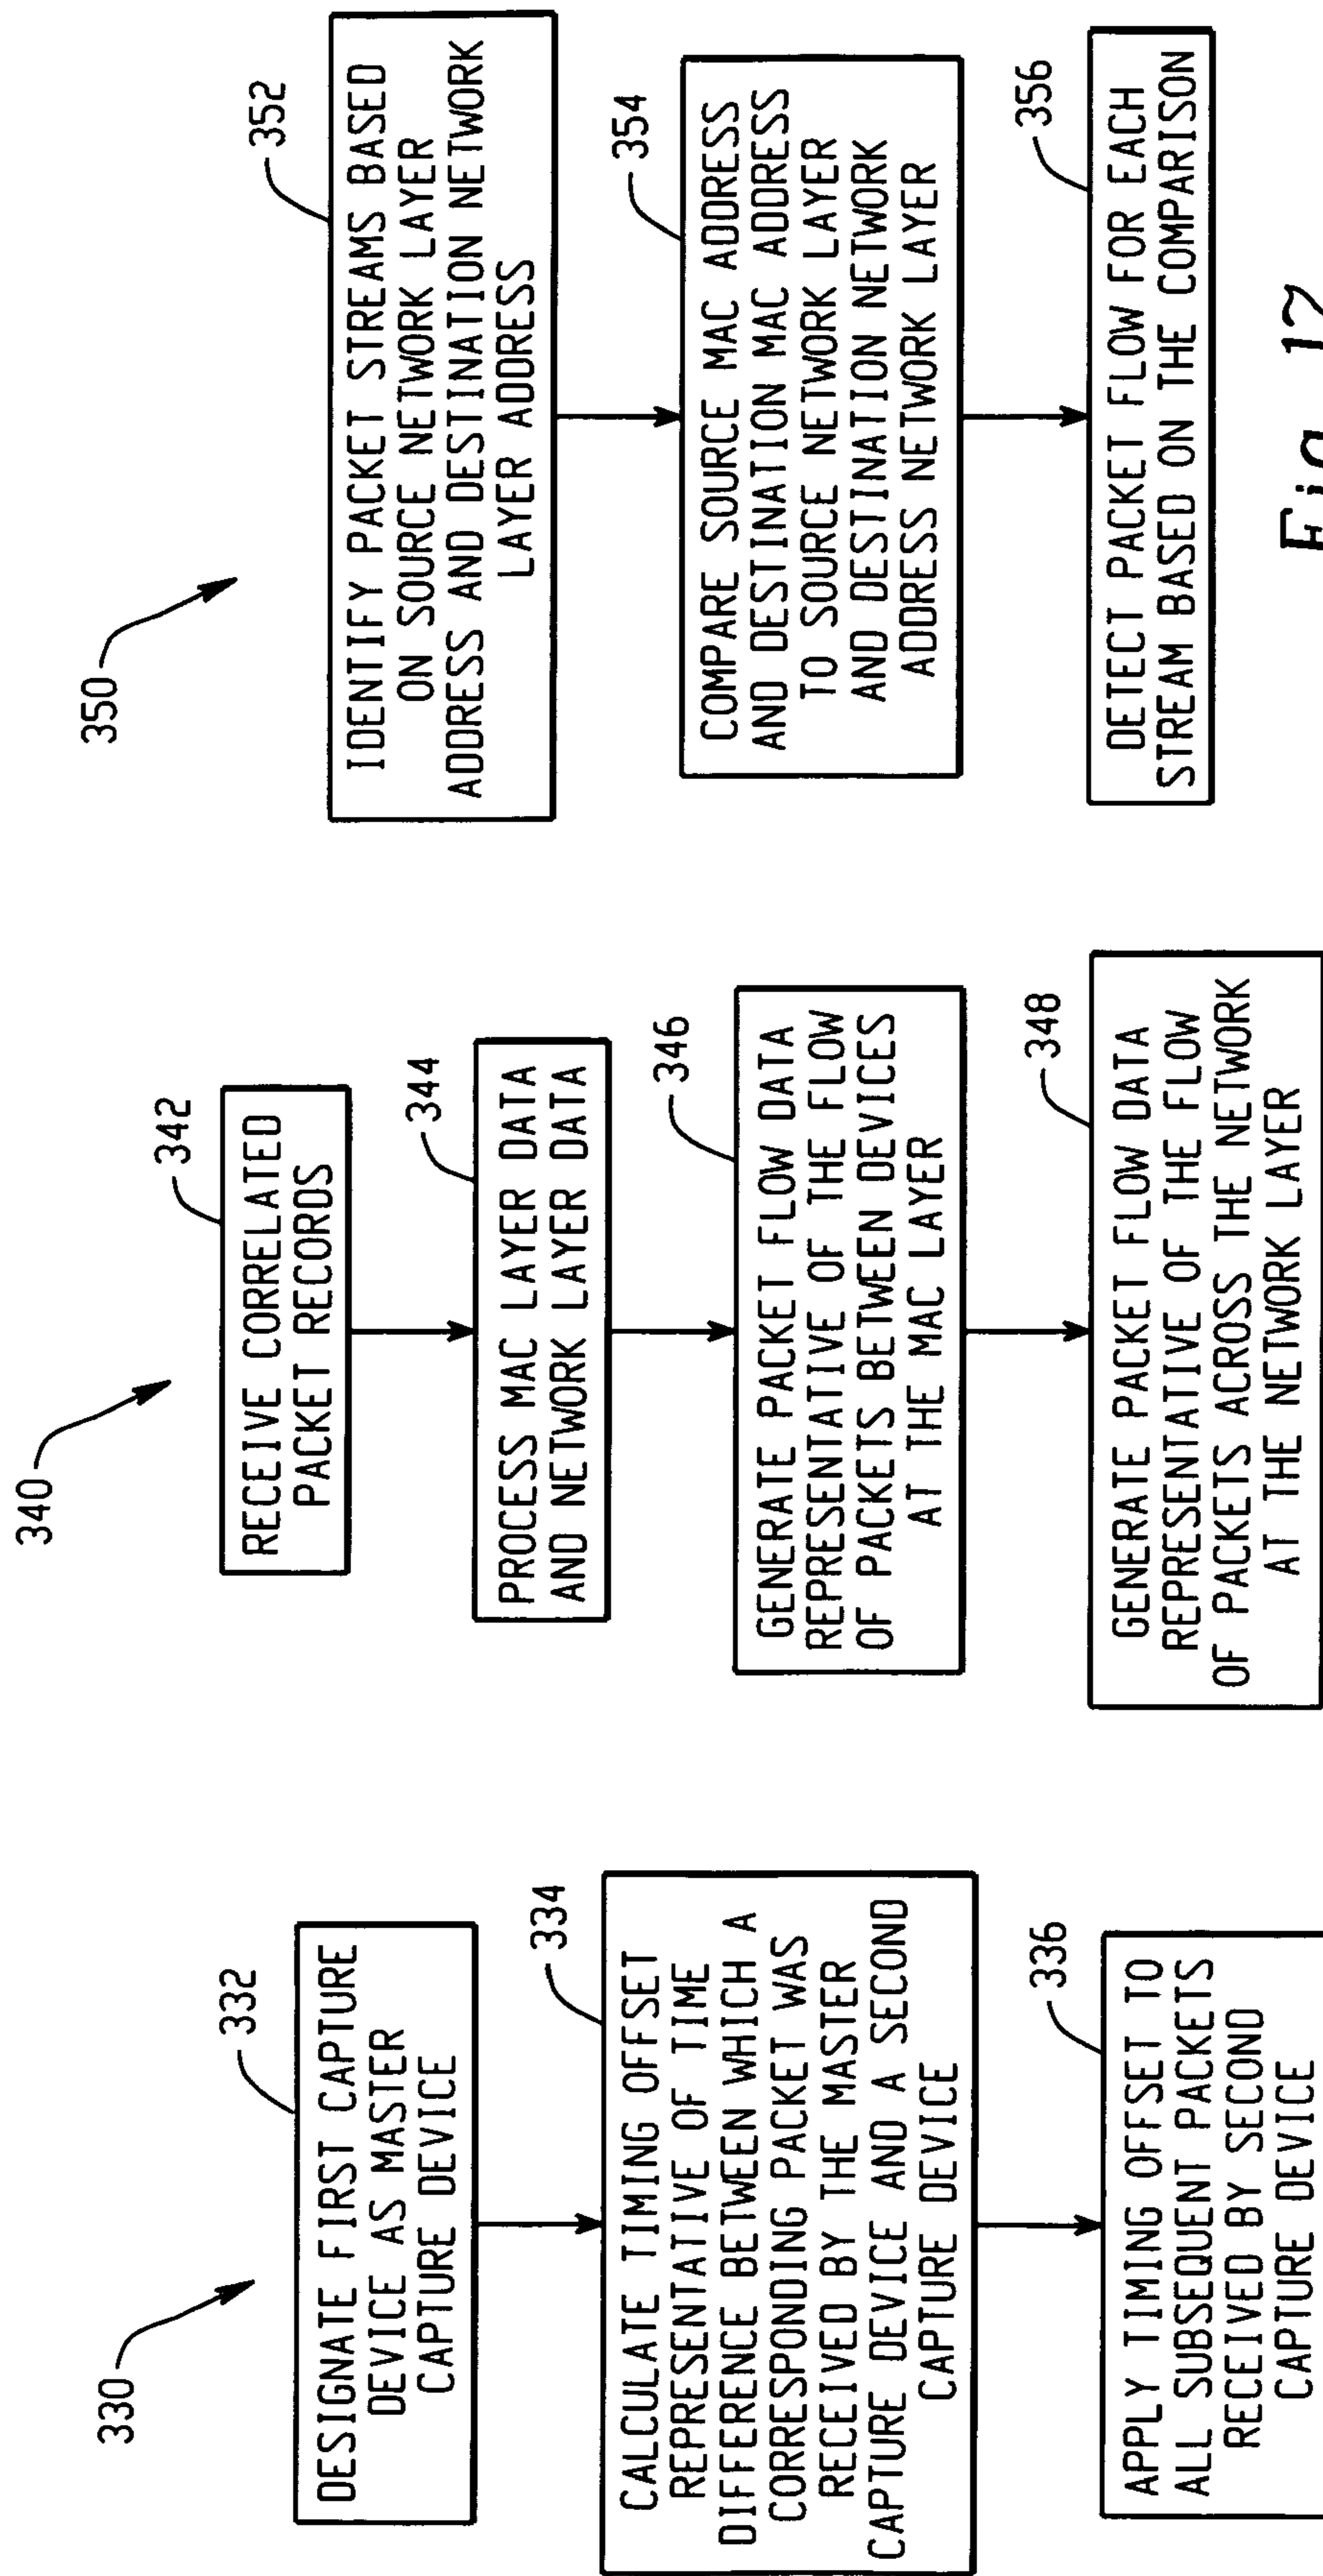 330
332
DESIGNATE FIRST CAPTURE
DEVICE AS MASTER
CAPTURE DEVICE
334
CALCULATE TIMING OFFSET
REPRESENTATIVE OF TIME
DIFFERENCE BETWEEN WHICH A
CORRESPONDING PACKET WAS
RECEIVED BY THE MASTER
CAPTURE DEVICE AND A SECOND
CAPTURE DEVICE
336
APPLY TIMING OFFSET TO
ALL SUBSEQUENT PACKETS
RECEIVED BY SECOND
CAPTURE DEVICE
340
342
RECEIVE CORRELATED
PACKET RECORDS
344
PROCESS MAC LAYER DATA
AND NETWORK LAYER DATA
346
GENERATE PACKET FLOW DATA
REPRESENTATIVE OF THE FLOW
OF PACKETS BETWEEN DEVICES
AT THE MAC LAYER
348
GENERATE PACKET FLOW DATA
REPRESENTATIVE OF THE FLOW
OF PACKETS ACROSS THE NETWORK
AT THE NETWORK LAYER
350
352
IDENTIFY PACKET STREAMS BASED
ON SOURCE NETWORK LAYER
ADDRESS AND DESTINATION NETWORK
LAYER ADDRESS
354
COMPARE SOURCE MAC ADDRESS
AND DESTINATION MAC ADDRESS
TO SOURCE NETWORK LAYER
AND DESTINATION NETWORK
ADDRESS NETWORK LAYER
356
DETECT PACKET FLOW FOR EACH
STREAM BASED ON THE COMPARISON
Fig. 17